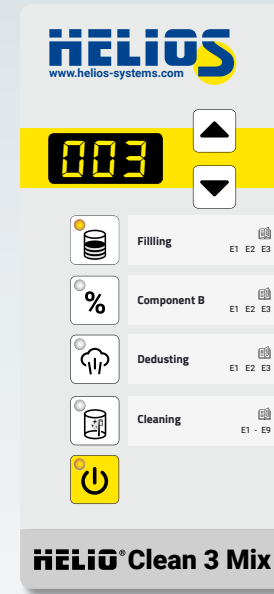 HELIOS
www.helios-systems.com
003
Fillling
E1 E2 E3
%
Component B
E1 E2 E3
Dedusting
E1 E2 E3
Cleaning
E1 - E9
HELIO® Clean 3 Mix